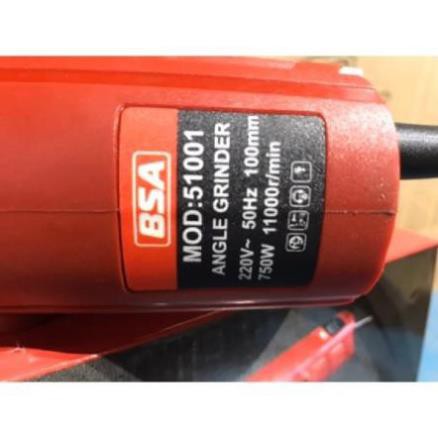 BSA
MOD:51001
ANGLE GRINDER
220V~ 50Hz 100mm
750W 11000r/min